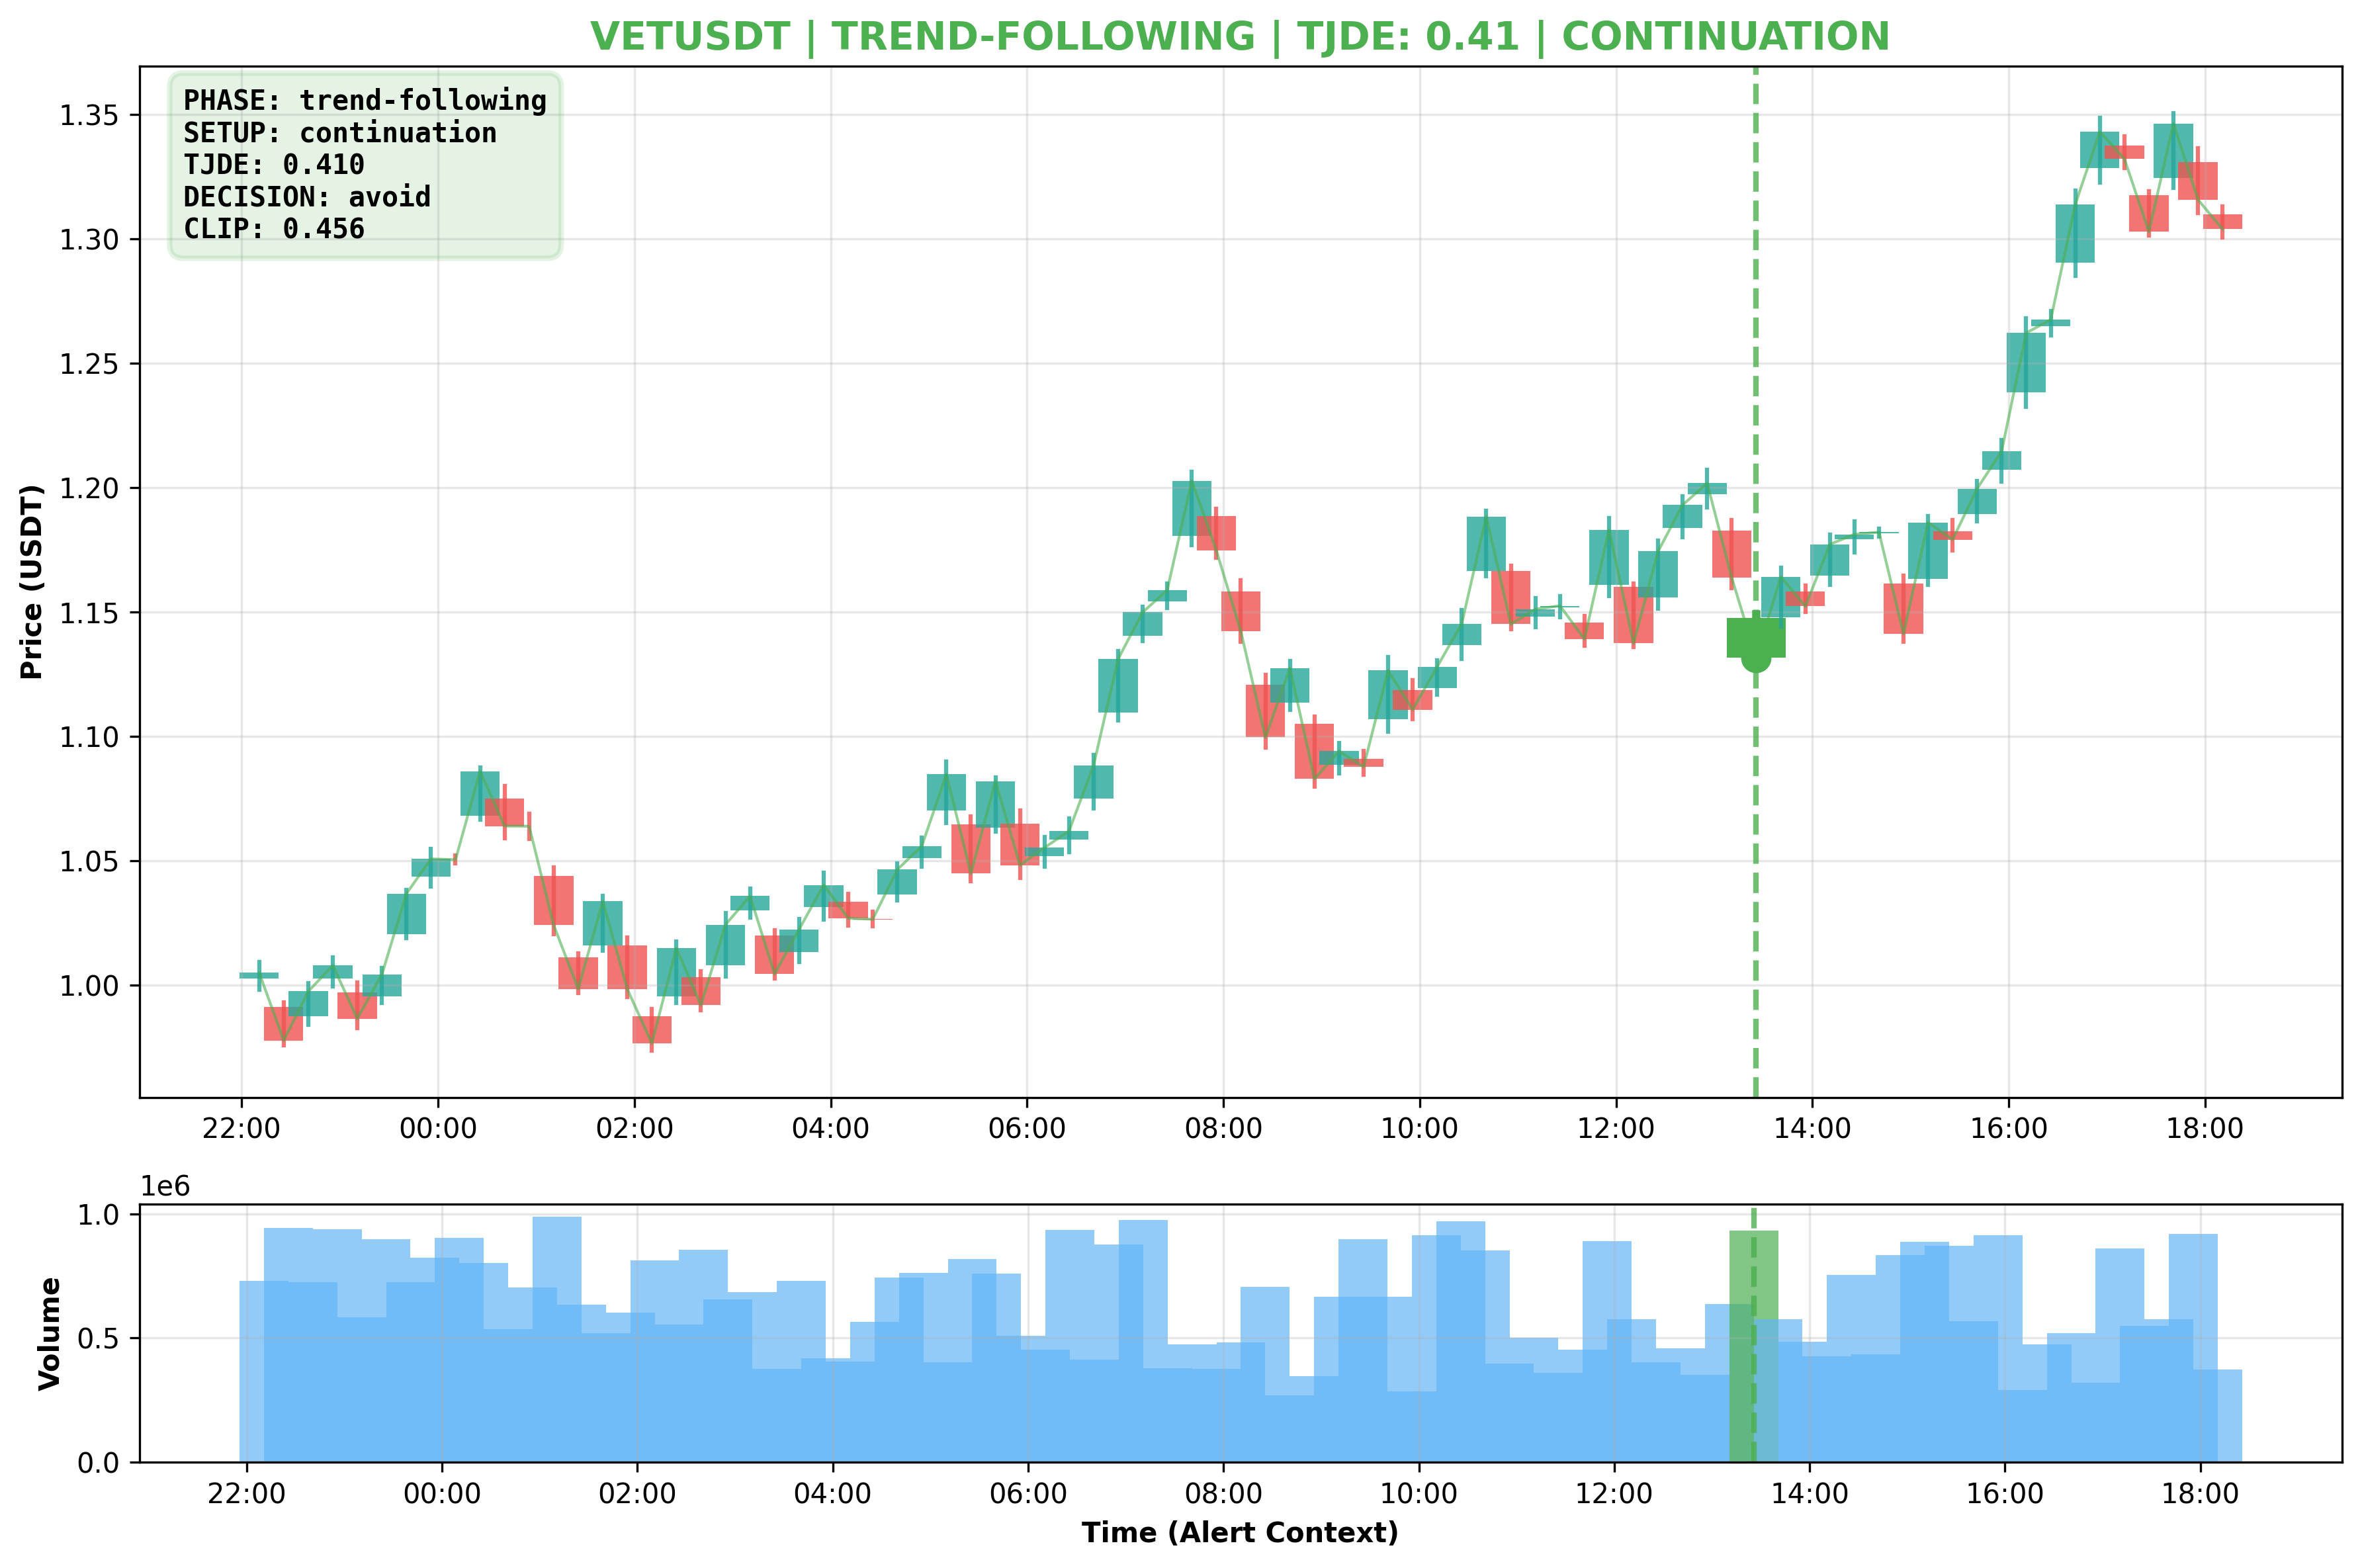 VETUSDT | TREND-FOLLOWING | TJDE: 0.41 | CONTINUATION
PHASE: trend-following
SETUP: continuation
TJDE: 0.410
DECISION: avoid
CLIP: 0.456
Price (USDT)
1.35
1.30
1.25
1.20
1.15
1.10
1.05
1.00
22:00 00:00 02:00 04:00 06:00 08:00 10:00 12:00 14:00 16:00 18:00
1e6
Volume
1.0
0.5
0.0
22:00 00:00 02:00 04:00 06:00 08:00 10:00 12:00 14:00 16:00 18:00
Time (Alert Context)